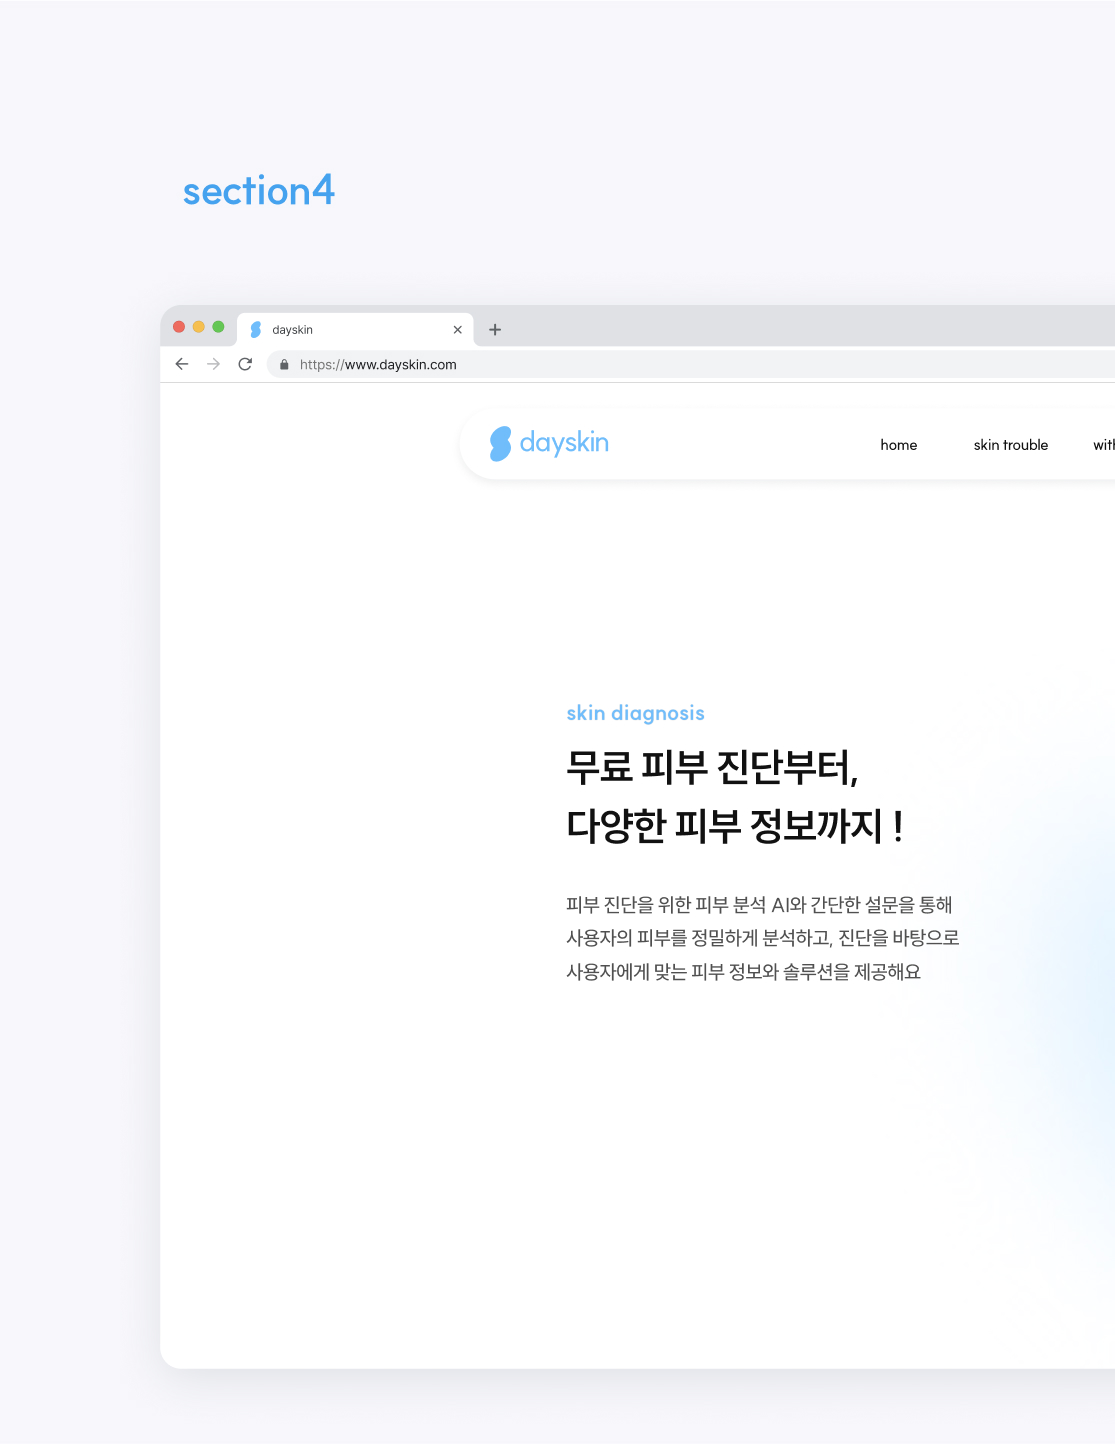 section4
dayskin
https://www.dayskin.com
dayskin
home
skin trouble
skin diagnosis
무료 피부 진단부터,
다양한 피부 정보까지 !
피부 진단을 위한 피부 분석 AI와 간단한 설문을 통해
사용자의 피부를 정밀하게 분석하고, 진단을 바탕으로
사용자에게 맞는 피부 정보와 솔루션을 제공해요